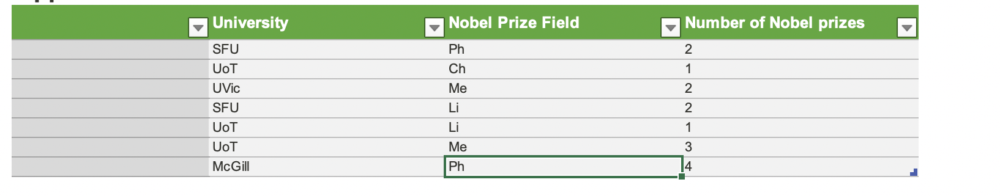 University Nobel Prize Field Number of Nobel prizes
SFU Ph 2
UoT Ch 1
UVic Me 2
SFU Li 2
UoT Li 1
UoT Me 3
McGill Ph 4